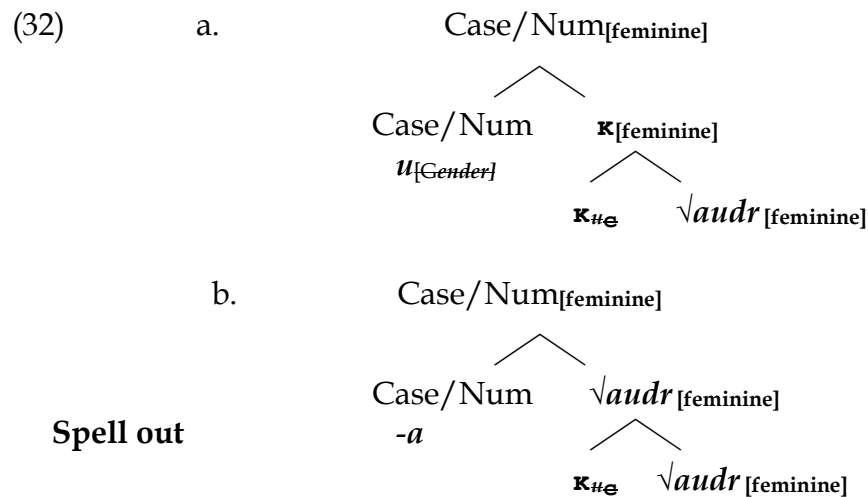 (32) a. Case/Num[feminine]
Case/Num κ[feminine]
u[Gender]
κ#G √audr [feminine]
b. Case/Num[feminine]
Case/Num √audr [feminine]
Spell out -a
κ#G √audr [feminine]